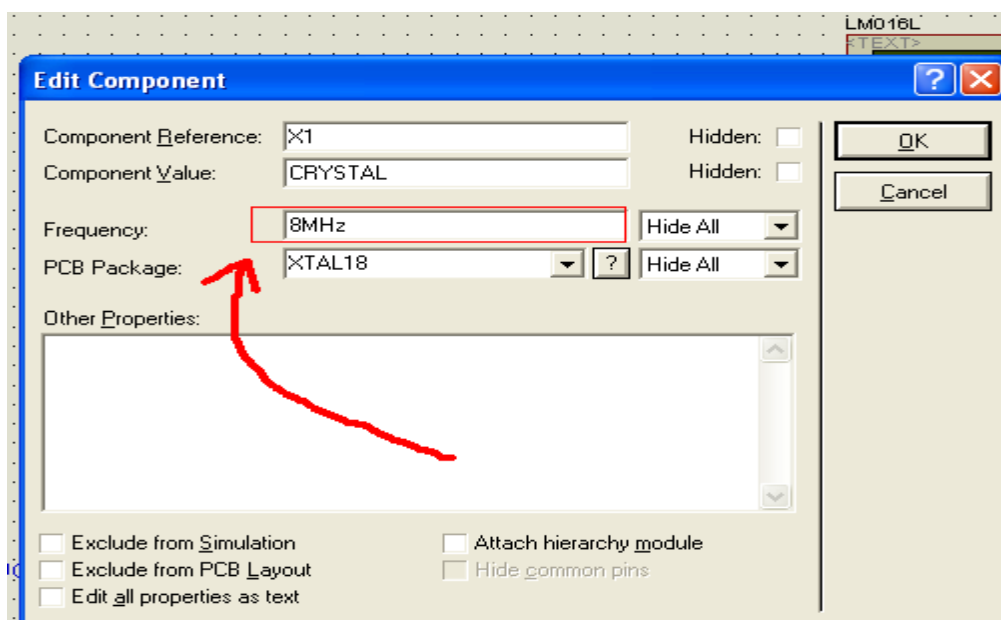 LM016L
<TEXT>
Edit Component
Component Reference: X1 Hidden:
Component Value: CRYSTAL Hidden:
Frequency: 8MHz Hide All
PCB Package: XTAL18 ? Hide All
Other Properties:
Exclude from Simulation
Exclude from PCB Layout
Edit all properties as text
Attach hierarchy module
Hide common pins
OK
Cancel